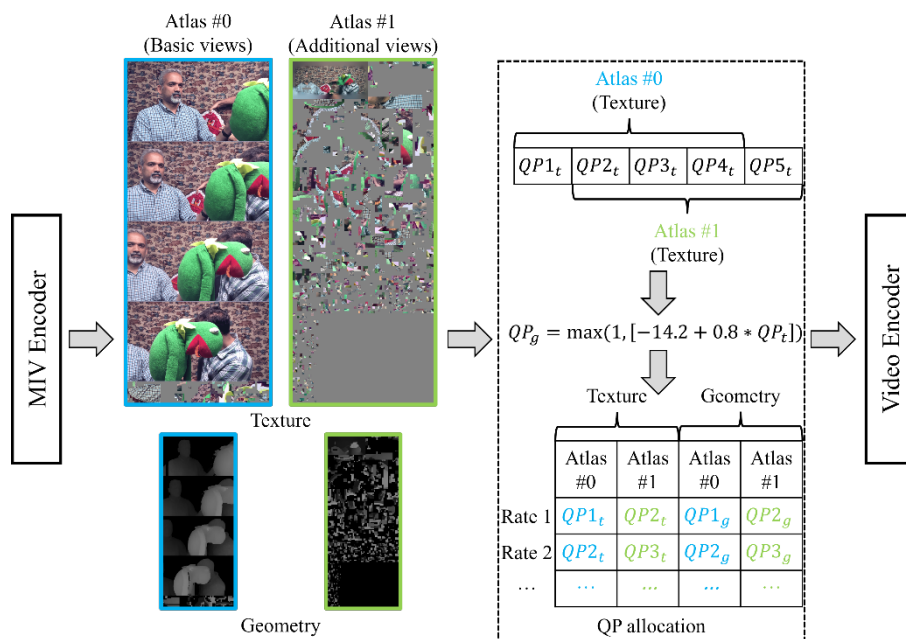 Atlas #0
(Basic views)
Atlas #1
(Additional views)
MIV Encoder
Texture
Geometry
Atlas #0
(Texture)
QP1_t QP2_t QP3_t QP4_t QP5_t
Atlas #1
(Texture)
QP_g = max(1, [−14.2 + 0.8 * QP_t])
Texture Geometry
Atlas #0 Atlas #1 Atlas #0 Atlas #1
Rate 1 QP1_t QP2_t QP1_g QP2_g
Rate 2 QP2_t QP3_t QP2_g QP3_g
... ... ... ... ...
QP allocation
Video Encoder